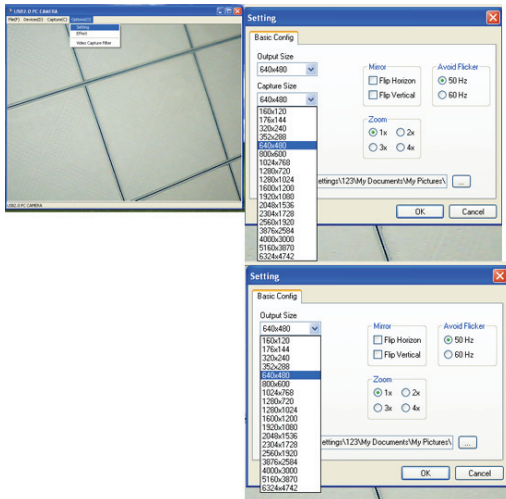 USB2.0 PC CAMERA
File(F) Devices(D) Capture(C) Options(O)
Setting
Effect
Video Capture Filter
USB2.0 PC CAMERA
Setting
Basic Config
Output Size
640x480
Capture Size
640x480
160x120
176x144
320x240
352x288
640x480
800x600
1024x768
1280x720
1280x1024
1600x1200
1920x1080
2048x1536
2304x1728
2560x1920
3876x2584
4000x3000
5160x3870
6324x4742
Mirror
Flip Horizon
Flip Vertical
Avoid Flicker
50 Hz
60 Hz
Zoom
1x 2x
3x 4x
ettings\123\My Documents\My Pictures\ ...
OK Cancel
Setting
Basic Config
Output Size
640x480
160x120
176x144
320x240
352x288
640x480
800x600
1024x768
1280x720
1280x1024
1600x1200
1920x1080
2048x1536
2304x1728
2560x1920
3876x2584
4000x3000
5160x3870
6324x4742
Mirror
Flip Horizon
Flip Vertical
Avoid Flicker
50 Hz
60 Hz
Zoom
1x 2x
3x 4x
ettings\123\My Documents\My Pictures\ ...
OK Cancel